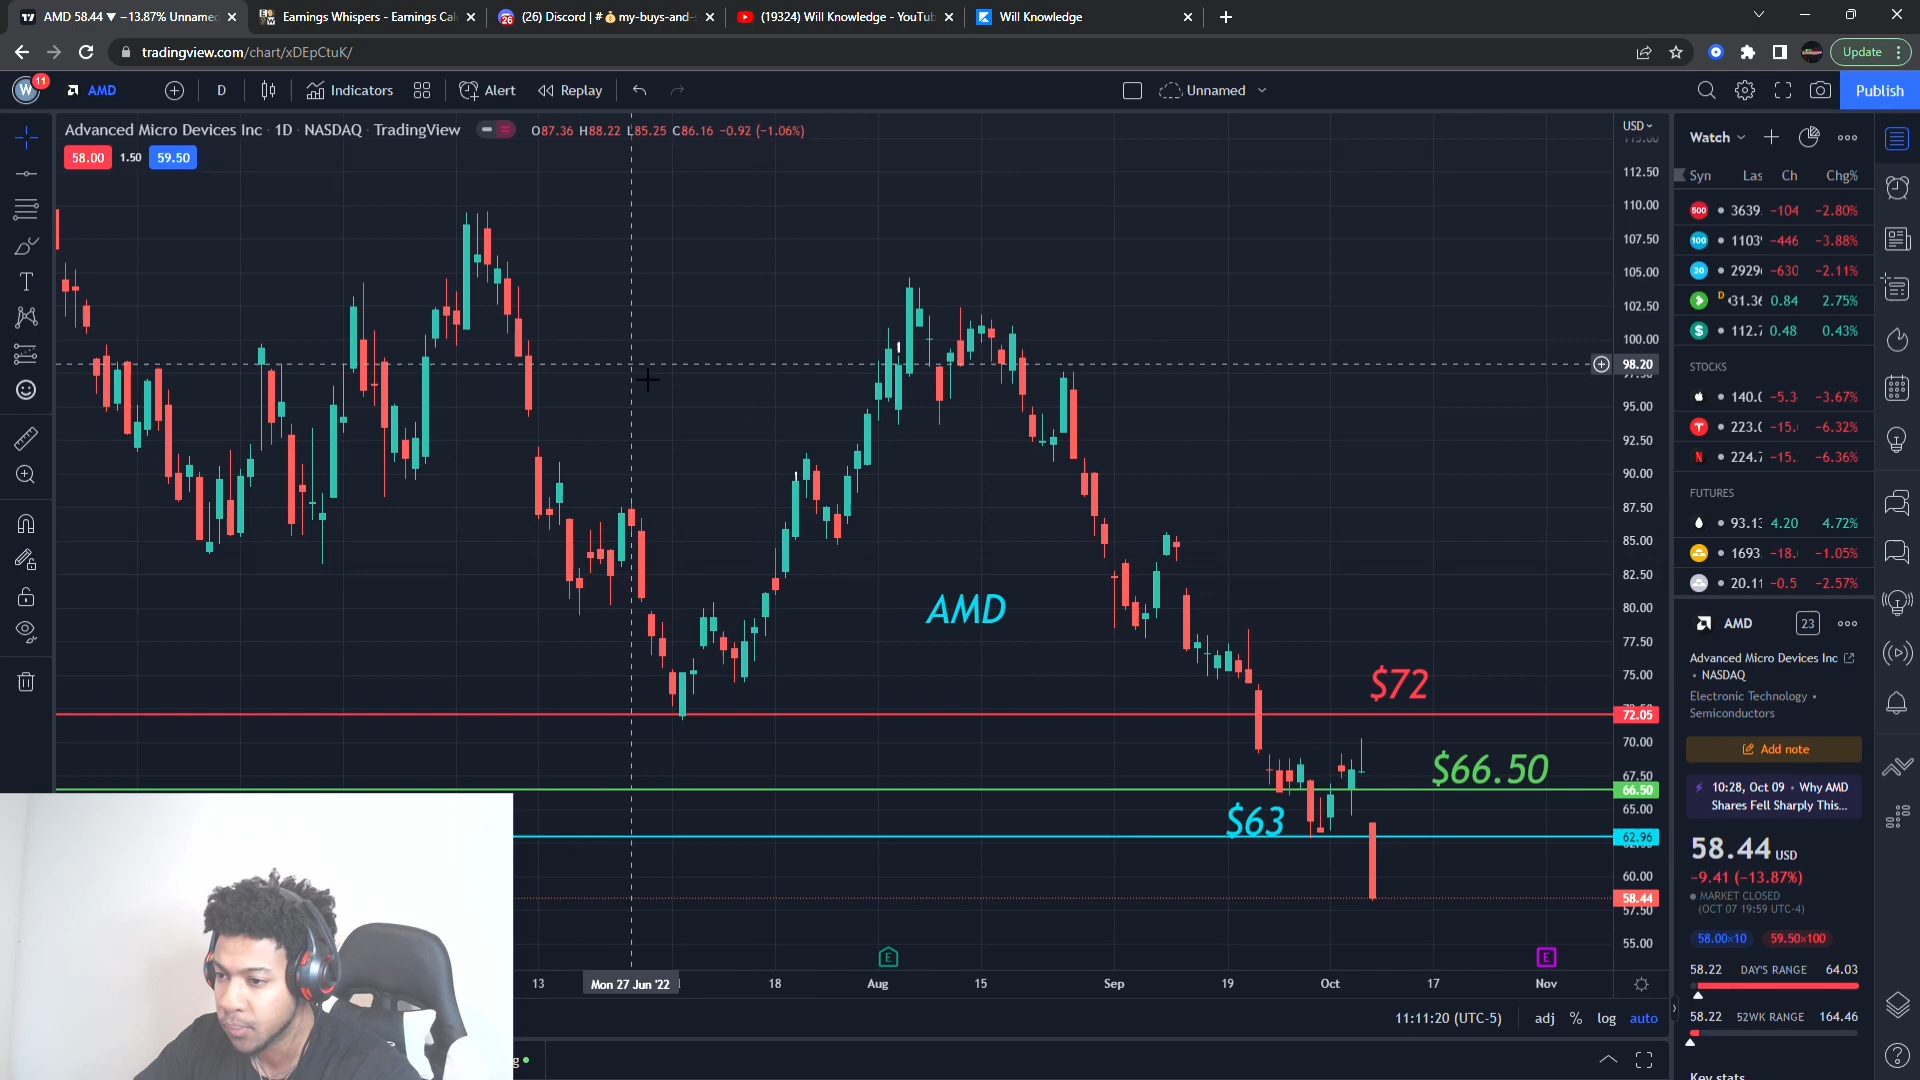 AMD 58.44 ▼ −13.87% Unnamed
Earnings Whispers - Earnings Cal
(26) Discord | # 💰my-buys-and-s
(19324) Will Knowledge - YouTub
Will Knowledge
tradingview.com/chart/xDEpCtuK/
Update
11
W
AMD
D
Indicators
Alert
Replay
Unnamed
Publish
Advanced Micro Devices Inc · 1D · NASDAQ · TradingView
O87.36 H88.22 L85.25 C86.16 −0.92 (−1.06%)
58.00 1.50 59.50
USD
112.50
110.00
107.50
105.00
102.50
100.00
98.20
95.00
92.50
90.00
87.50
85.00
82.50
80.00
77.50
75.00
72.05
70.00
67.50
66.50
65.00
62.96
60.00
58.44
57.50
55.00
AMD
$72
$66.50
$63
E
E
13
Mon 27 Jun '22
18
Aug
15
Sep
19
Oct
17
Nov
11:11:20 (UTC-5)
adj
%
log
auto
Watch
Syn Las Ch Chg%
500 3639. −104 −2.80%
100 1103 −446 −3.88%
30 2929 −630 −2.11%
D 31.36 0.84 2.75%
$ 112.7 0.48 0.43%
STOCKS
140.0 −5.3 −3.67%
223.0 −15. −6.32%
224.7 −15. −6.36%
FUTURES
93.13 4.20 4.72%
1693. −18. −1.05%
20.11 −0.5 −2.57%
AMD
23
Advanced Micro Devices Inc
• NASDAQ
Electronic Technology •
Semiconductors
Add note
10:28, Oct 09 • Why AMD
Shares Fell Sharply This...
58.44 USD
−9.41 (−13.87%)
MARKET CLOSED
(OCT 07 19:59 UTC-4)
58.00×10 59.50×100
58.22 DAY'S RANGE 64.03
58.22 52WK RANGE 164.46
Key stats